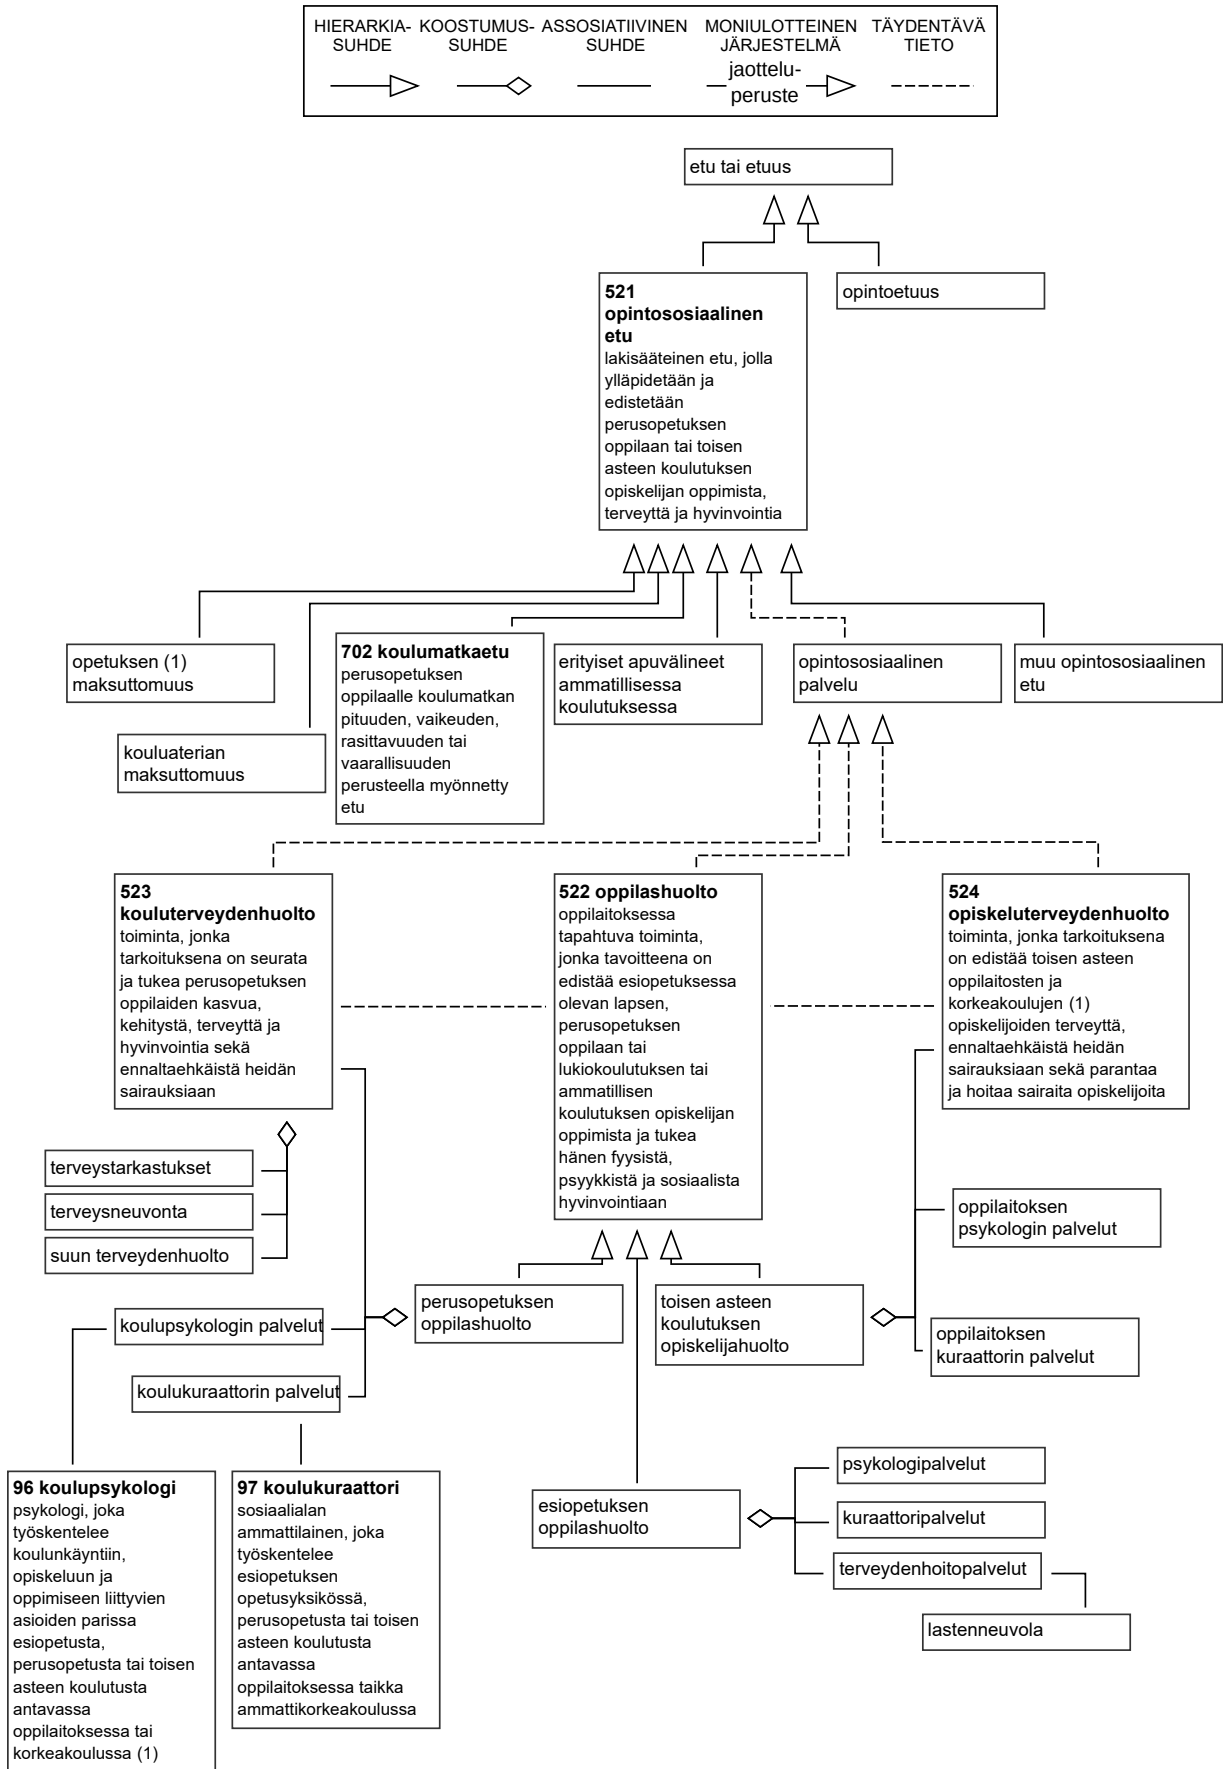 HIERARKIA-
SUHDE
KOOSTUMUS-
SUHDE
ASSOSIATIIVINEN
SUHDE
MONIULOTTEINEN
JÄRJESTELMÄ
jaottelu-
peruste
TÄYDENTÄVÄ
TIETO
etu tai etuus
521
opintososiaalinen
etu
lakisääteinen etu, jolla
ylläpidetään ja
edistetään
perusopetuksen
oppilaan tai toisen
asteen koulutuksen
opiskelijan oppimista,
terveyttä ja hyvinvointia
opintoetuus
opetuksen (1)
maksuttomuus
kouluaterian
maksuttomuus
702 koulumatkaetu
perusopetuksen
oppilaalle koulumatkan
pituuden, vaikeuden,
rasittavuuden tai
vaarallisuuden
perusteella myönnetty
etu
erityiset apuvälineet
ammatillisessa
koulutuksessa
opintososiaalinen
palvelu
muu opintososiaalinen
etu
523
kouluterveydenhuolto
toiminta, jonka
tarkoituksena on seurata
ja tukea perusopetuksen
oppilaiden kasvua,
kehitystä, terveyttä ja
hyvinvointia sekä
ennaltaehkäistä heidän
sairauksiaan
522 oppilashuolto
oppilaitoksessa
tapahtuva toiminta,
jonka tavoitteena on
edistää esiopetuksessa
olevan lapsen,
perusopetuksen
oppilaan tai
lukiokoulutuksen tai
ammatillisen
koulutuksen opiskelijan
oppimista ja tukea
hänen fyysistä,
psyykkistä ja sosiaalista
hyvinvointiaan
524
opiskeluterveydenhuolto
toiminta, jonka tarkoituksena
on edistää toisen asteen
oppilaitosten ja
korkeakoulujen (1)
opiskelijoiden terveyttä,
ennaltaehkäistä heidän
sairauksiaan sekä parantaa
ja hoitaa sairaita opiskelijoita
terveystarkastukset
terveysneuvonta
suun terveydenhuolto
koulupsykologin palvelut
koulukuraattorin palvelut
perusopetuksen
oppilashuolto
toisen asteen
koulutuksen
opiskelijahuolto
oppilaitoksen
psykologin palvelut
oppilaitoksen
kuraattorin palvelut
96 koulupsykologi
psykologi, joka
työskentelee
koulunkäyntiin,
opiskeluun ja
oppimiseen liittyvien
asioiden parissa
esiopetusta,
perusopetusta tai toisen
asteen koulutusta
antavassa
oppilaitoksessa tai
korkeakoulussa (1)
97 koulukuraattori
sosiaalialan
ammattilainen, joka
työskentelee
esiopetuksen
opetusyksikössä,
perusopetusta tai toisen
asteen koulutusta
antavassa
oppilaitoksessa taikka
ammattikorkeakoulussa
esiopetuksen
oppilashuolto
psykologipalvelut
kuraattoripalvelut
terveydenhoitopalvelut
lastenneuvola